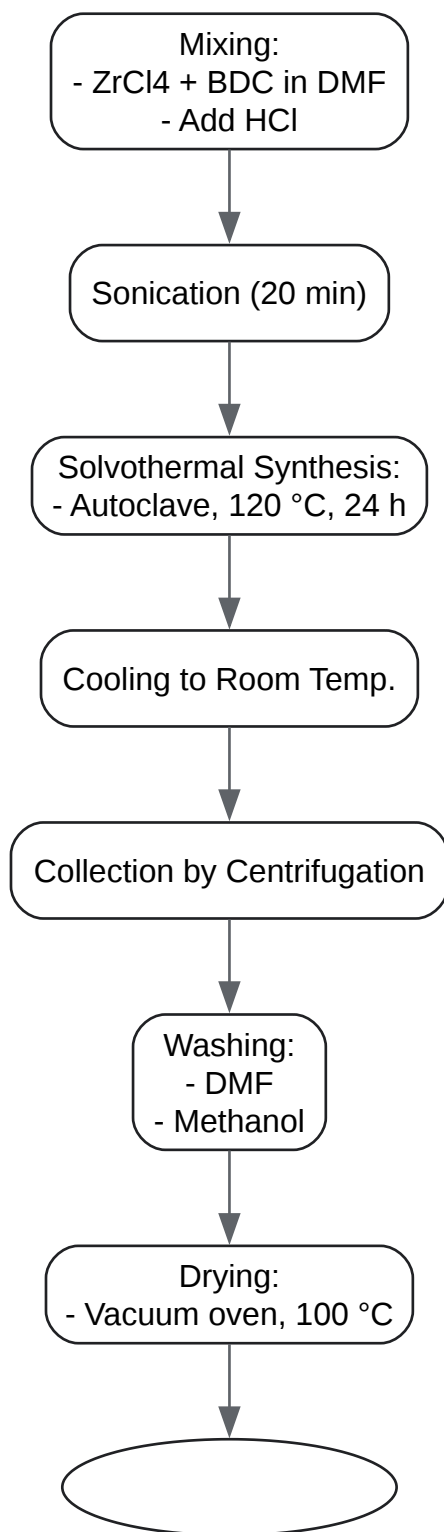 Mixing:
- ZrCl4 + BDC in DMF
- Add HCl
Sonication (20 min)
Solvothermal Synthesis:
- Autoclave, 120 °C, 24 h
Cooling to Room Temp.
Collection by Centrifugation
Washing:
- DMF
- Methanol
Drying:
- Vacuum oven, 100 °C